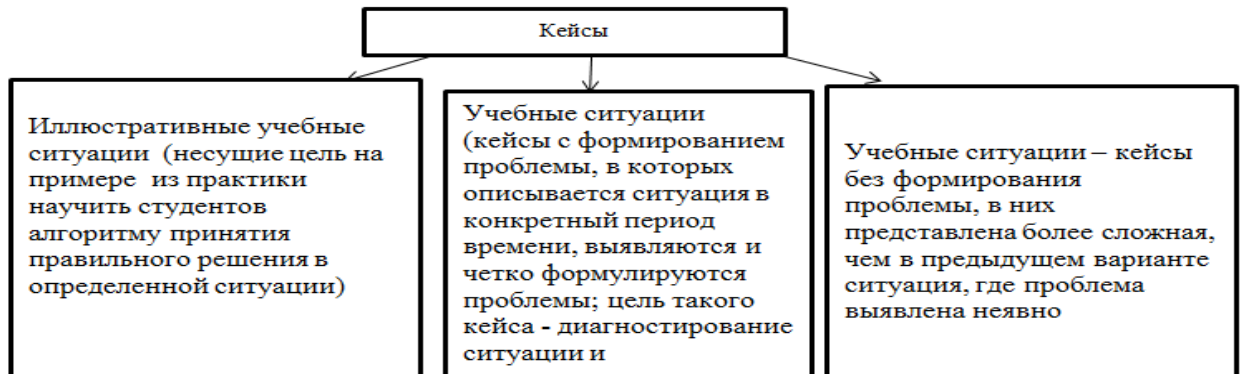 Кейсы
Иллюстративные учебные
ситуации (несущие цель на
примере из практики
научить студентов
алгоритму принятия
правильного решения в
определенной ситуации)
Учебные ситуации
(кейсы с формированием
проблемы, в которых
описывается ситуация в
конкретный период
времени, выявляются и
четко формулируются
проблемы; цель такого
кейса - диагностирование
ситуации и
Учебные ситуации – кейсы
без формирования
проблемы, в них
представлена более сложная,
чем в предыдущем варианте
ситуация, где проблема
выявлена неявно